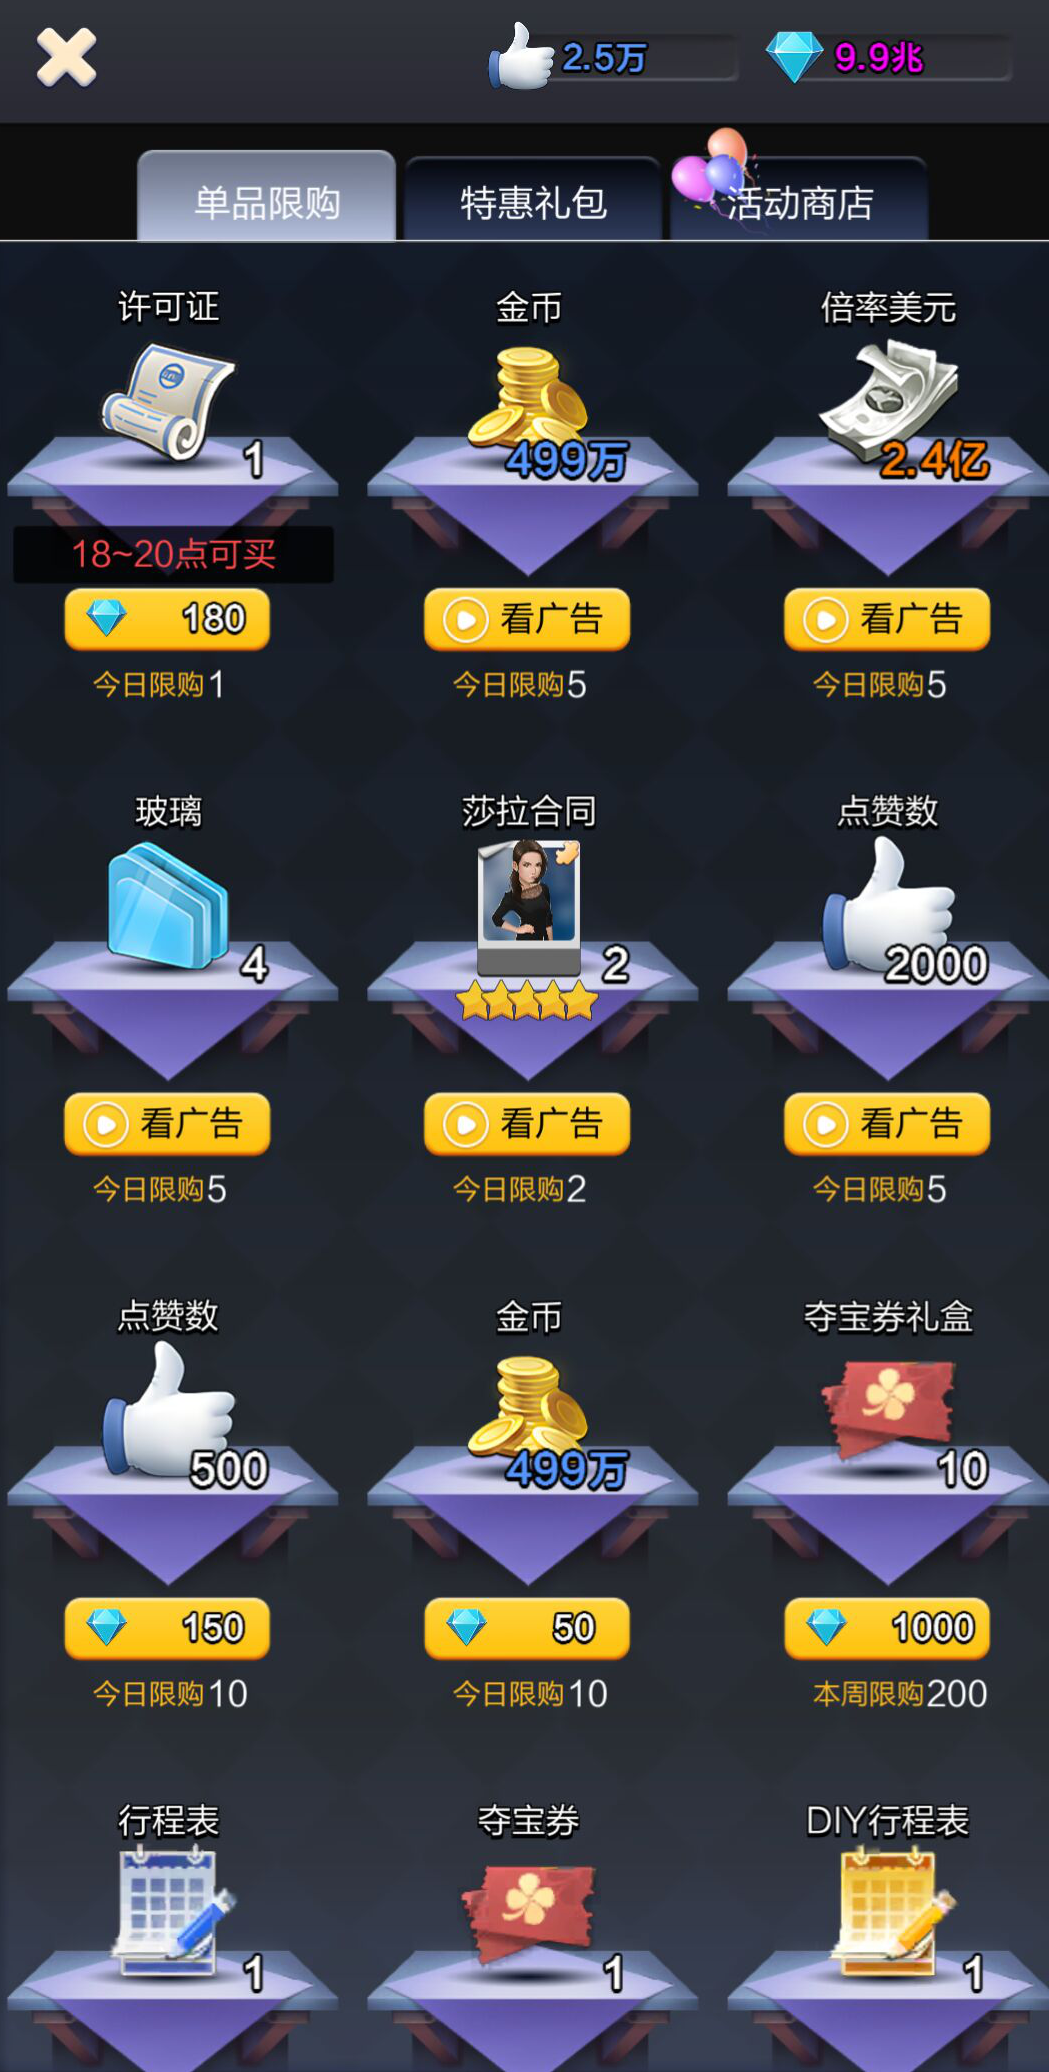 2.5万
9.9兆
单品限购
特惠礼包
活动商店
许可证
金币
倍率美元
1
499万
2.4亿
18~20点可买
180
看广告
看广告
今日限购1
今日限购5
今日限购5
玻璃
莎拉合同
点赞数
4
2
2000
看广告
看广告
看广告
今日限购5
今日限购2
今日限购5
点赞数
金币
夺宝券礼盒
500
499万
10
150
50
1000
今日限购10
今日限购10
本周限购200
行程表
夺宝券
DIY行程表
1
1
1